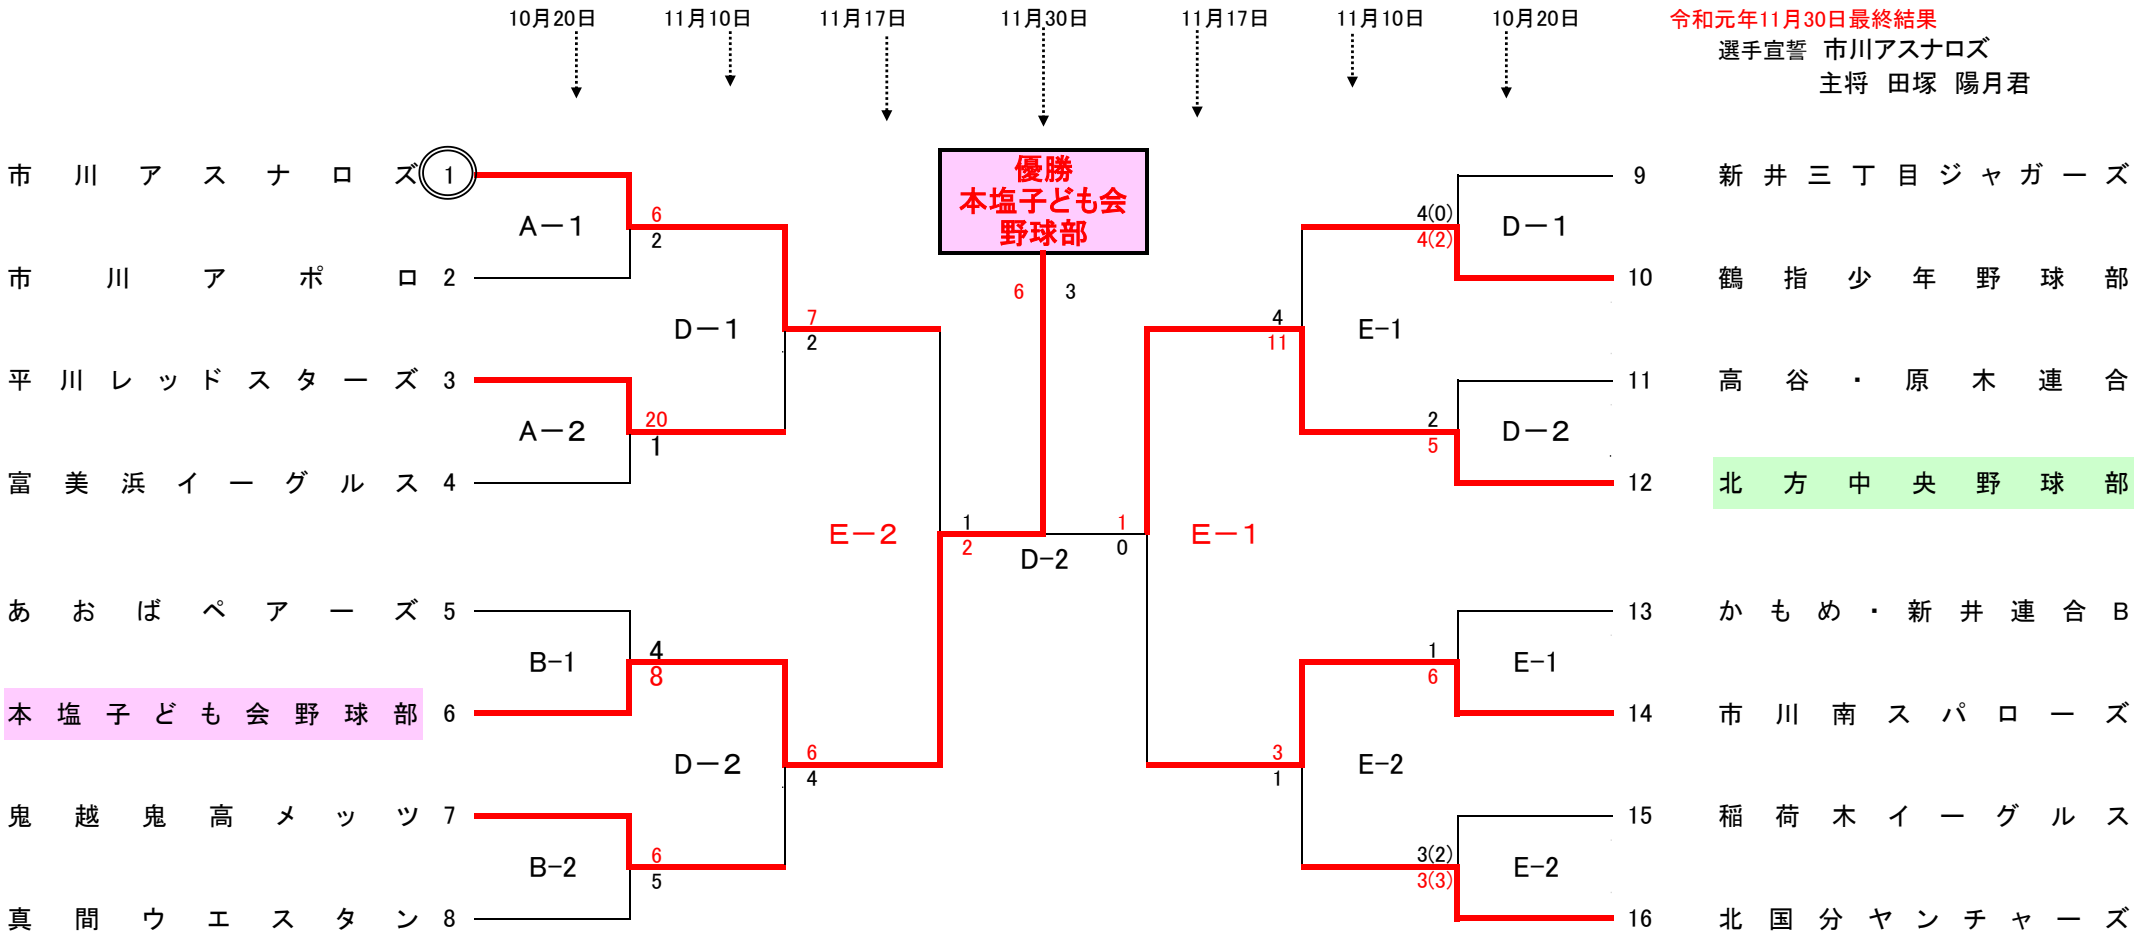 10月20日 11月10日 11月17日 11月30日 11月17日 11月10日 10月20日
令和元年11月30日最終結果
選手宣誓 市川アスナロズ
主将 田塚 陽月君
優勝
本塩子ども会
野球部
6 3
市川アスナロズ 1
A－1
6
2
市川アポロ 2
D－1
7
2
平川レッドスターズ 3
A－2
20
1
富美浜イーグルス 4
E－2
1
2
D-2
あおばペアーズ 5
B-1
4
8
本塩子ども会野球部 6
D－2
6
4
鬼越鬼高メッツ 7
B-2
6
5
真間ウエスタン 8
9 新井三丁目ジャガーズ
4(0)
4(2)
D－1
10 鶴指少年野球部
4
11
E-1
11 高谷・原木連合
2
5
D－2
12 北方中央野球部
1
0
E－1
13 かもめ・新井連合B
1
6
E-1
14 市川南スパローズ
3
1
E-2
15 稲荷木イーグルス
3(2)
3(3)
E-2
16 北国分ヤンチャーズ